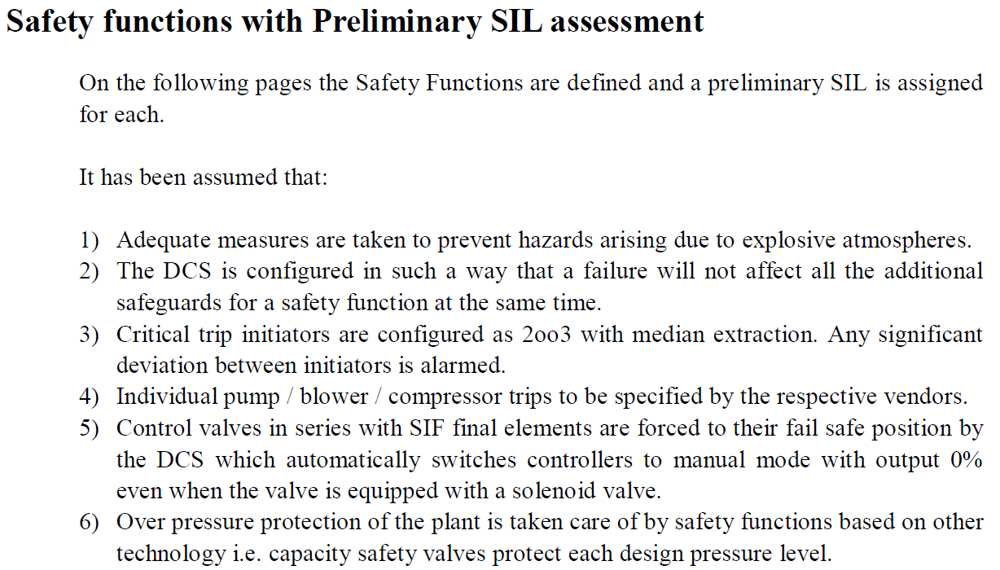 Safety functions with Preliminary SIL assessment
On the following pages the Safety Functions are defined and a preliminary SIL is assigned
for each.
It has been assumed that:
1) Adequate measures are taken to prevent hazards arising due to explosive atmospheres.
2) The DCS is configured in such a way that a failure will not affect all the additional
safeguards for a safety function at the same time.
3) Critical trip initiators are configured as 2oo3 with median extraction. Any significant
deviation between initiators is alarmed.
4) Individual pump / blower / compressor trips to be specified by the respective vendors.
5) Control valves in series with SIF final elements are forced to their fail safe position by
the DCS which automatically switches controllers to manual mode with output 0%
even when the valve is equipped with a solenoid valve.
6) Over pressure protection of the plant is taken care of by safety functions based on other
technology i.e. capacity safety valves protect each design pressure level.